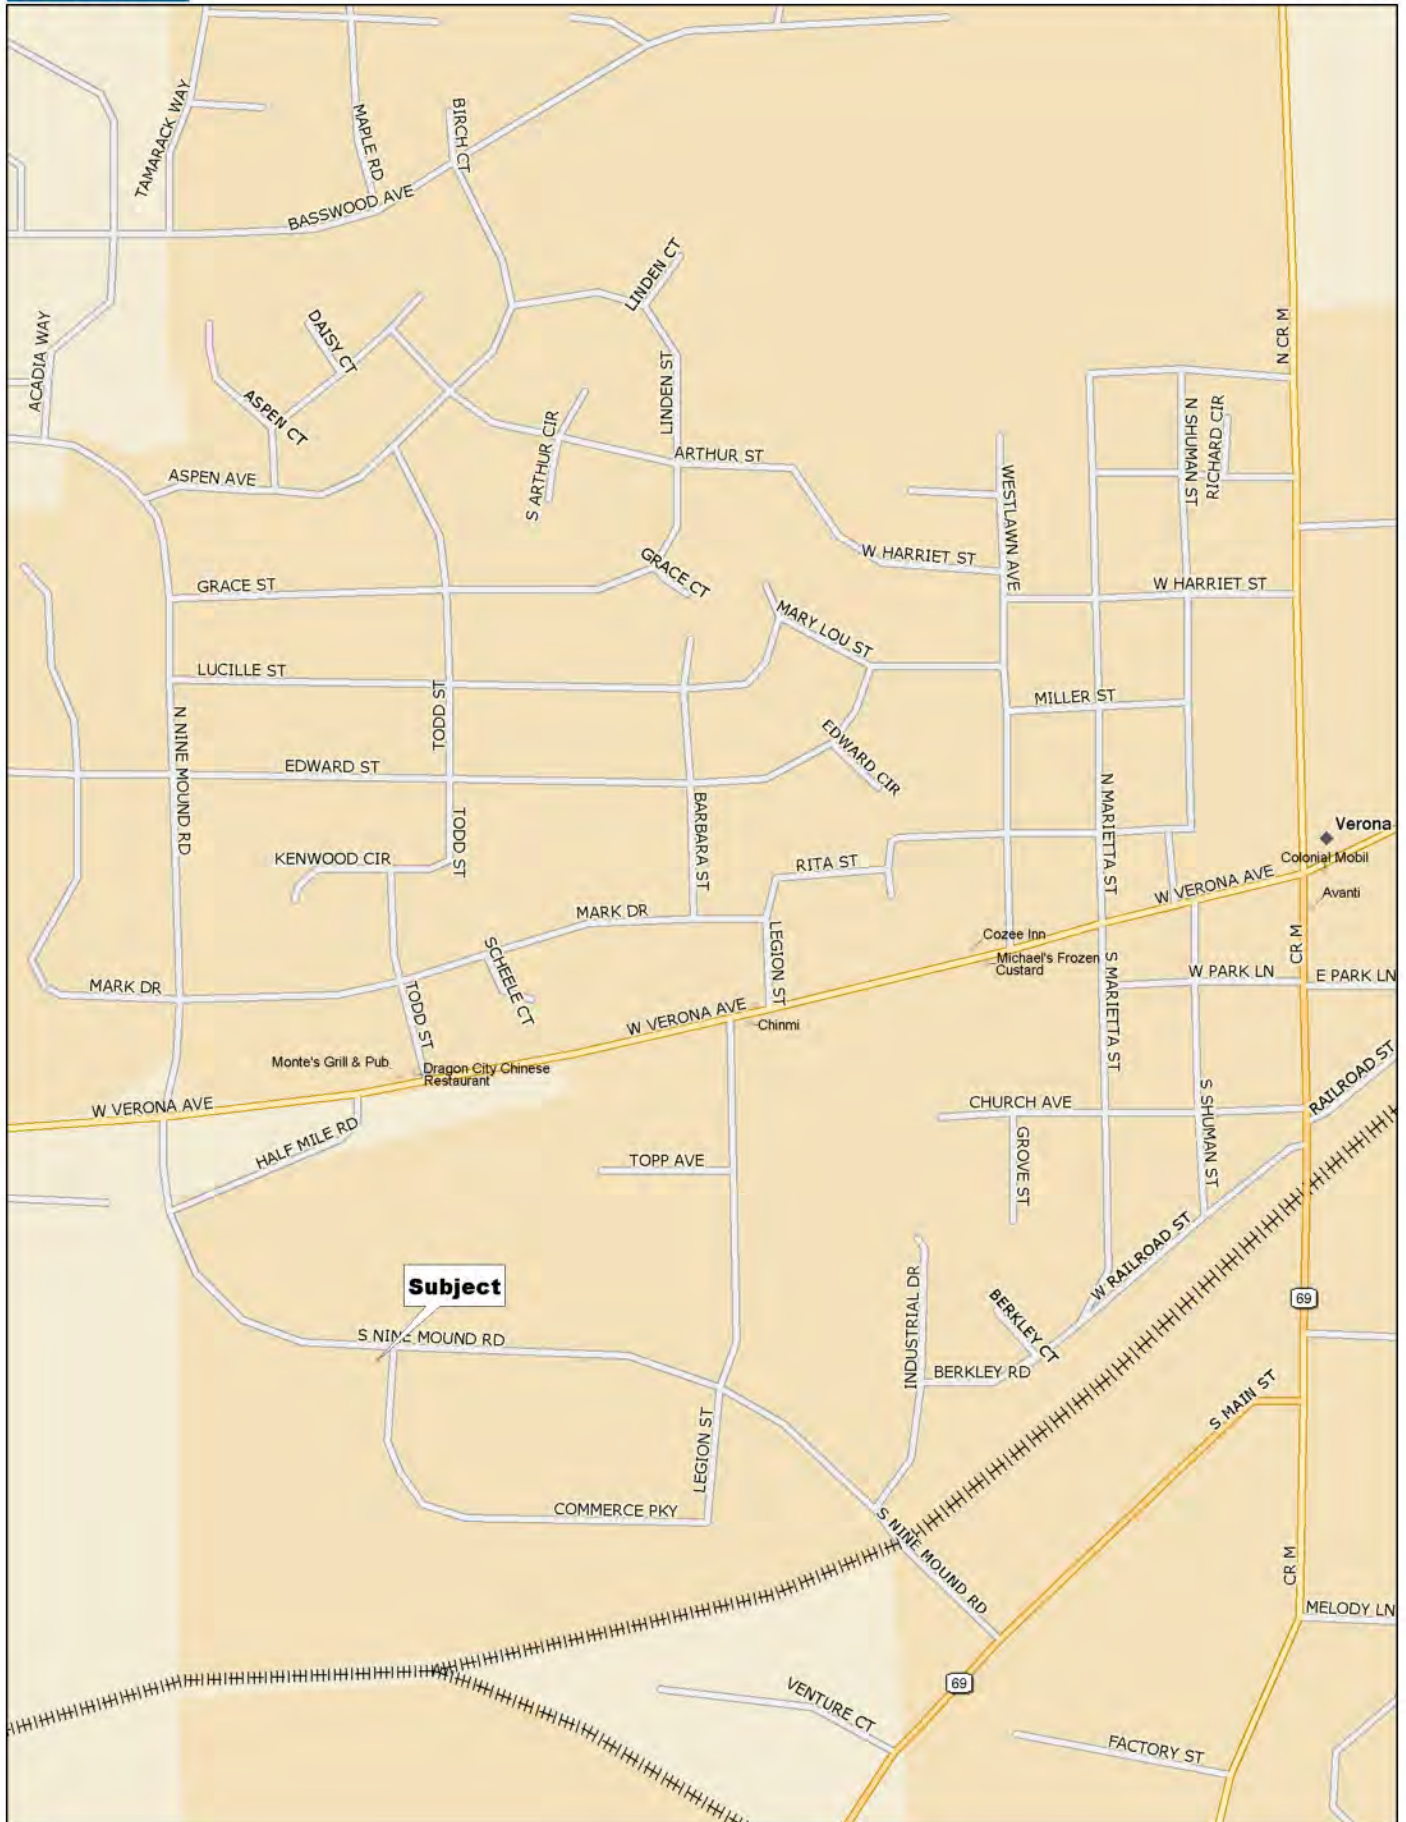 TAMARACK WAY
MAPLE RD
BIRCH CT
BASSWOOD AVE
LINDEN CT
ACADIA WAY
DAISY CT
N CR M
ASPEN CT
LINDEN ST
S ARTHUR CIR
N SHUMAN ST
RICHARD CIR
ASPEN AVE
ARTHUR ST
WESTLAWN AVE
W HARRIET ST
GRACE ST
GRACE CT
W HARRIET ST
MARY LOU ST
LUCILLE ST
TODD ST
MILLER ST
N NINE MOUND RD
EDWARD ST
EDWARD CIR
N MARIETTA ST
BARBARA ST
TODD ST
Verona
KENWOOD CIR
RITA ST
Colonial Mobil
W VERONA AVE
Avanti
MARK DR
LEGION ST
Cozee Inn
CR M
SCHEELE CT
Michael's Frozen
Custard
S MARIETTA ST
W PARK LN
E PARK LN
MARK DR
TODD ST
W VERONA AVE
Chinmi
Monte's Grill & Pub
Dragon City Chinese
Restaurant
RAILROAD ST
W VERONA AVE
CHURCH AVE
S SHUMAN ST
HALF MILE RD
GROVE ST
TOPP AVE
W RAILROAD ST
Subject
INDUSTRIAL DR
BERKLEY CT
69
S NINE MOUND RD
BERKLEY RD
S MAIN ST
LEGION ST
COMMERCE PKY
S NINE MOUND RD
CR M
MELODY LN
69
VENTURE CT
FACTORY ST